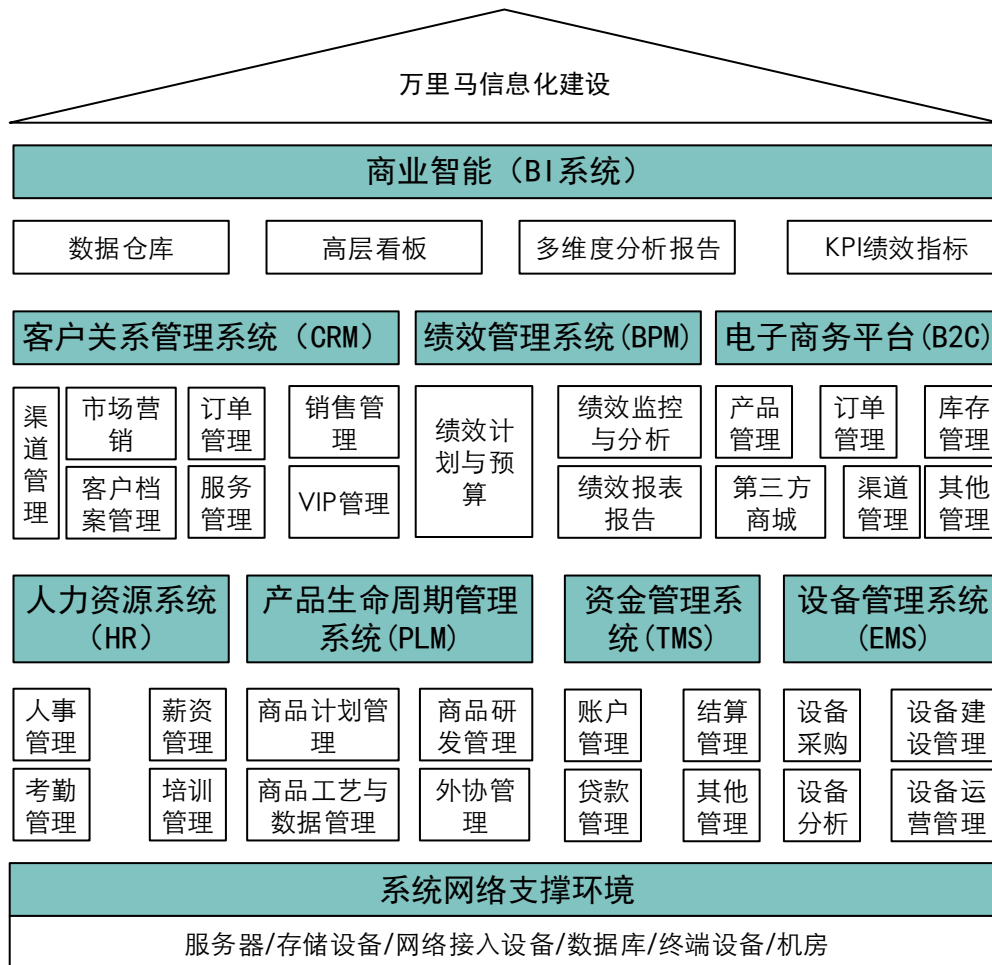 万里马信息化建设
商业智能（BI系统）
数据仓库
高层看板
多维度分析报告
KPI绩效指标
客户关系管理系统（CRM）
绩效管理系统(BPM)
电子商务平台(B2C)
渠
道
管
理
市场营
销
订单
管理
销售管
理
客户档
案管理
服务
管理
VIP管理
绩效计
划与预
算
绩效监控
与分析
绩效报表
报告
产品
管理
订单
管理
库存
管理
第三方
商城
渠道
管理
其他
管理
人力资源系统
（HR）
产品生命周期管理
系统(PLM)
资金管理系
统(TMS)
设备管理系统
(EMS)
人事
管理
薪资
管理
考勤
管理
培训
管理
商品计划管
理
商品研
发管理
商品工艺与
数据管理
外协管
理
账户
管理
结算
管理
贷款
管理
其他
管理
设备
采购
设备建
设管理
设备
分析
设备运
营管理
系统网络支撑环境
服务器/存储设备/网络接入设备/数据库/终端设备/机房